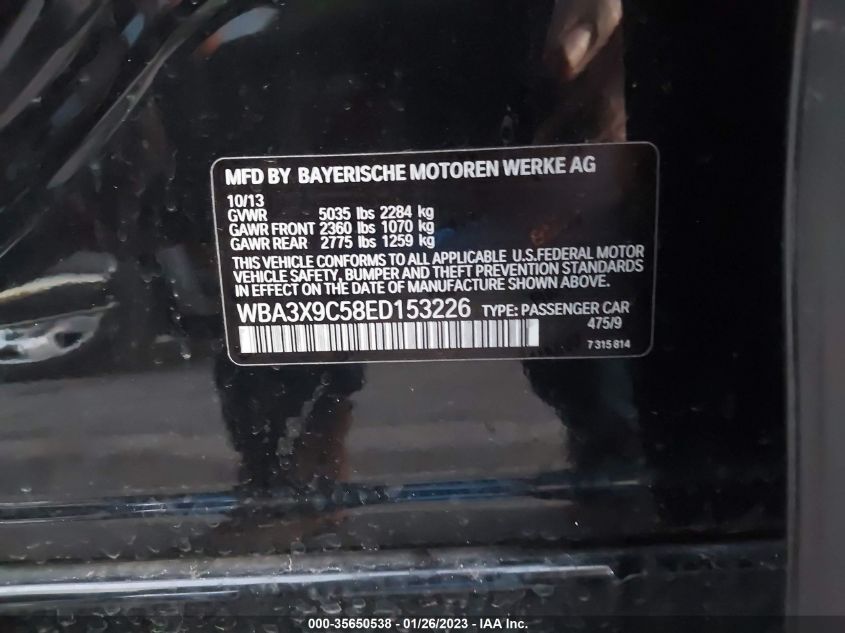 MFD BY BAYERISCHE MOTOREN WERKE AG
10/13
GVWR 5035 lbs 2284 kg
GAWR FRONT 2360 lbs 1070 kg
GAWR REAR 2775 lbs 1259 kg
THIS VEHICLE CONFORMS TO ALL APPLICABLE U.S.FEDERAL MOTOR
VEHICLE SAFETY, BUMPER AND THEFT PREVENTION STANDARDS
IN EFFECT ON THE DATE OF MANUFACTURE SHOWN ABOVE.
WBA3X9C58ED153226 TYPE: PASSENGER CAR
475/9
7315814
000-35650538 - 01/26/2023 - IAA Inc.